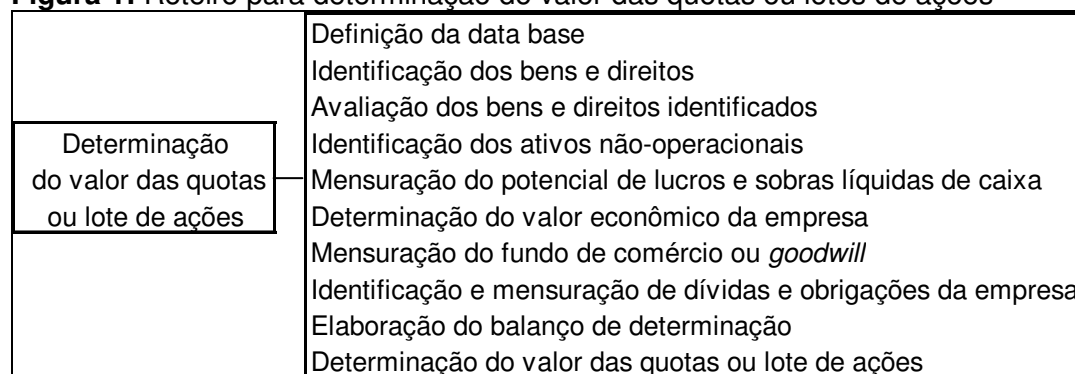 Figura 1. Roteiro para determinação do valor das quotas ou lotes de ações
Determinação
do valor das quotas
ou lote de ações
Definição da data base
Identificação dos bens e direitos
Avaliação dos bens e direitos identificados
Identificação dos ativos não-operacionais
Mensuração do potencial de lucros e sobras líquidas de caixa
Determinação do valor econômico da empresa
Mensuração do fundo de comércio ou goodwill
Identificação e mensuração de dívidas e obrigações da empresa
Elaboração do balanço de determinação
Determinação do valor das quotas ou lote de ações